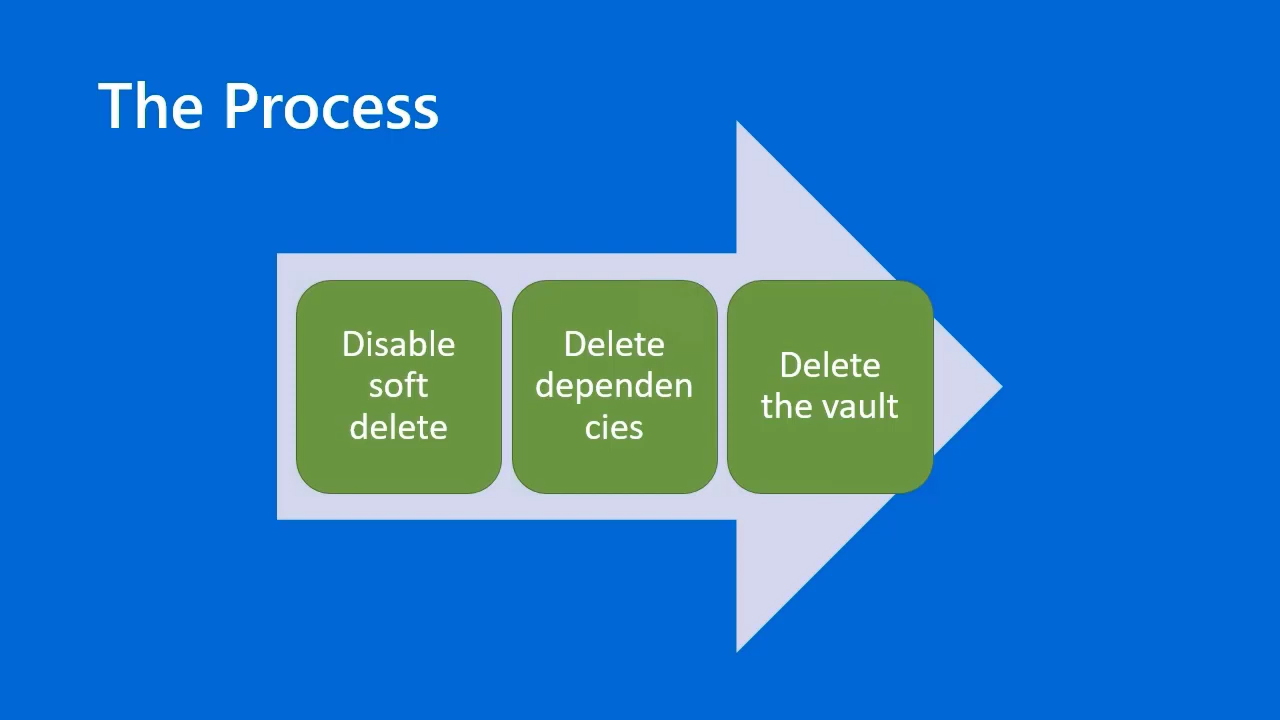 The Process
Disable
soft
delete
Delete
dependen
cies
Delete
the vault